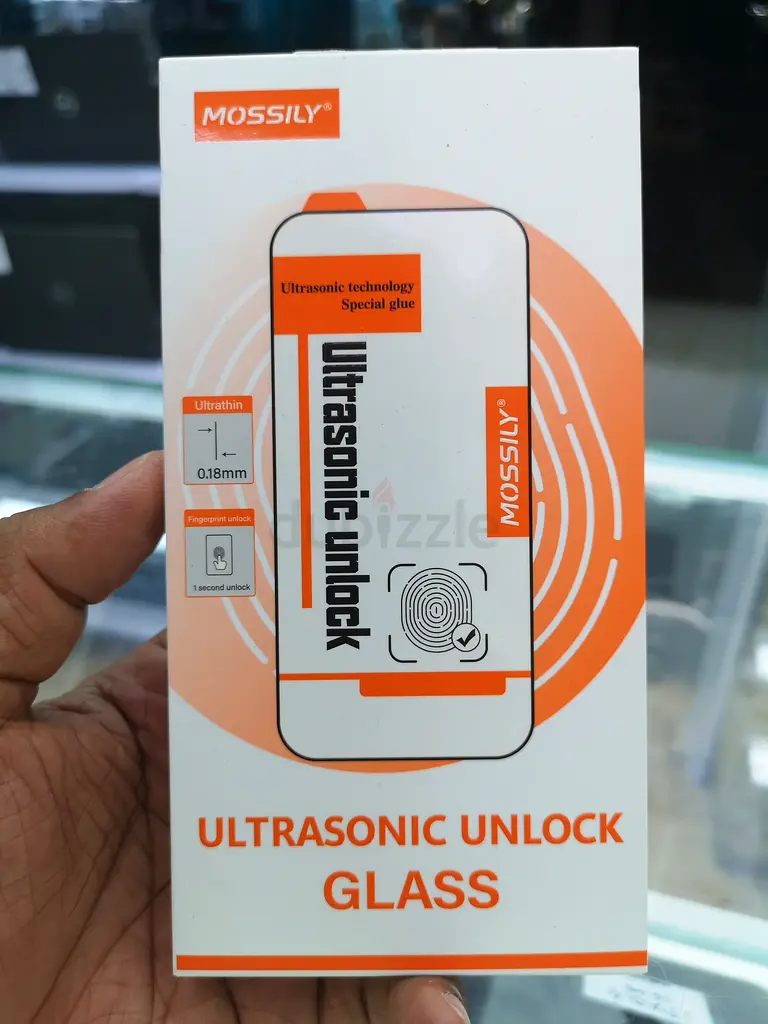 MOSSILY®
Ultrasonic technology
Special glue
Ultrasonic unlock
MOSSILY®
Ultrathin
0.18mm
Fingerprint unlock
1 second unlock
dubizzle
ULTRASONIC UNLOCK
GLASS